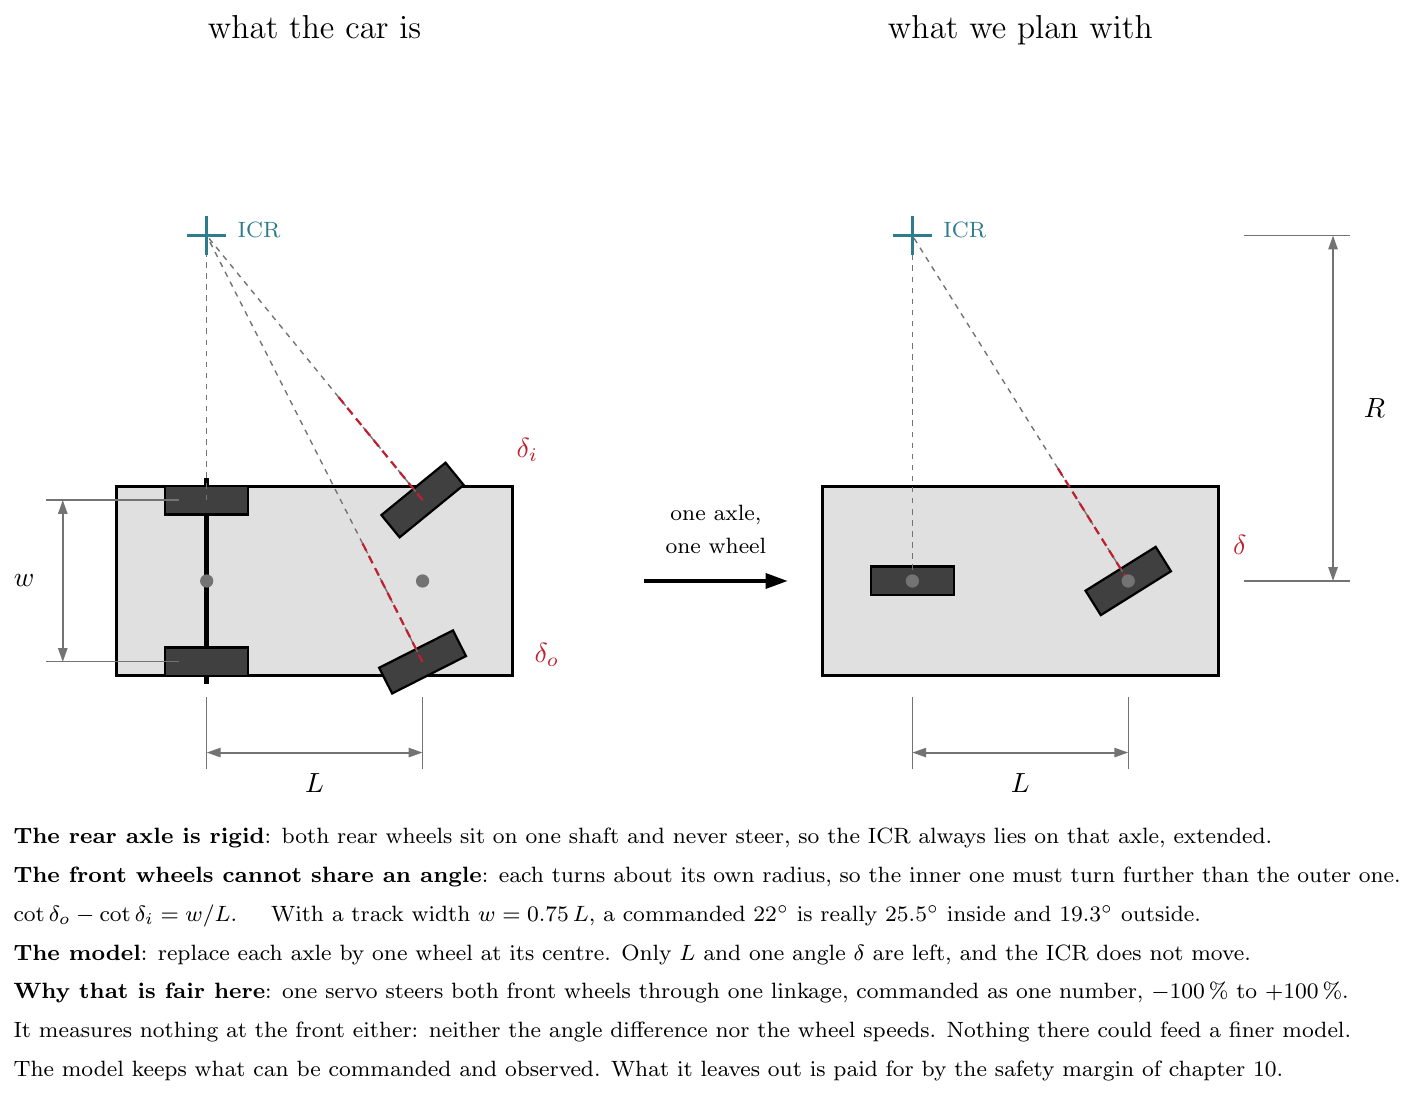 what the car is
what we plan with
ICR
ICR
R
δᵢ
one axle,
one wheel
δ
w
δₒ
L
L
The rear axle is rigid: both rear wheels sit on one shaft and never steer, so the ICR always lies on that axle, extended.
The front wheels cannot share an angle: each turns about its own radius, so the inner one must turn further than the outer one.
cot δₒ − cot δᵢ = w/L. With a track width w = 0.75 L, a commanded 22° is really 25.5° inside and 19.3° outside.
The model: replace each axle by one wheel at its centre. Only L and one angle δ are left, and the ICR does not move.
Why that is fair here: one servo steers both front wheels through one linkage, commanded as one number, −100 % to +100 %.
It measures nothing at the front either: neither the angle difference nor the wheel speeds. Nothing there could feed a finer model.
The model keeps what can be commanded and observed. What it leaves out is paid for by the safety margin of chapter 10.